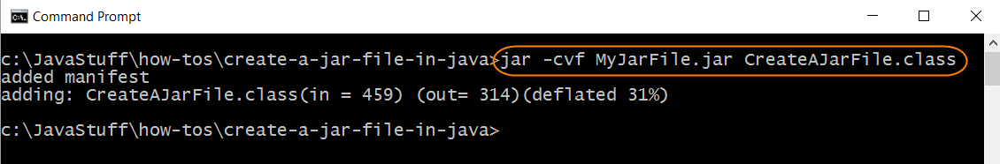 Command Prompt
c:\JavaStuff\how-tos\create-a-jar-file-in-java>jar -cvf MyJarFile.jar CreateAJarFile.class
added manifest
adding: CreateAJarFile.class(in = 459) (out= 314)(deflated 31%)
c:\JavaStuff\how-tos\create-a-jar-file-in-java>